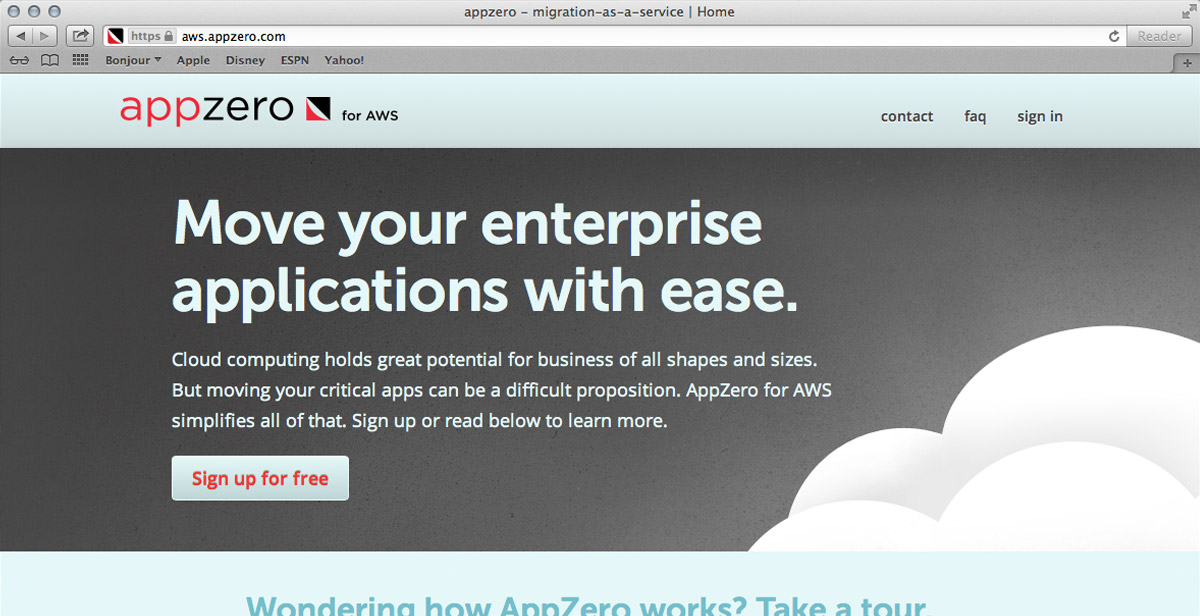 appzero – migration-as-a-service | Home
https aws.appzero.com Reader
Bonjour Apple Disney ESPN Yahoo!
appzero for AWS
contact faq sign in
Move your enterprise
applications with ease.
Cloud computing holds great potential for business of all shapes and sizes.
But moving your critical apps can be a difficult proposition. AppZero for AWS
simplifies all of that. Sign up or read below to learn more.
Sign up for free
Wondering how AppZero works? Take a tour.